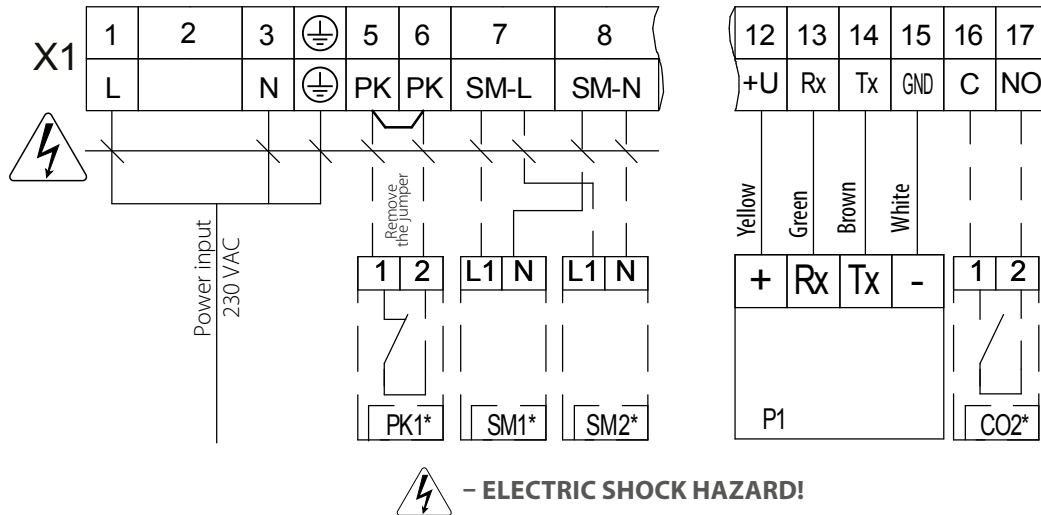 X1
1 2 3 5 6 7 8 12 13 14 15 16 17
L N PK PK SM-L SM-N +U Rx Tx GND C NO
Remove
the jumper
Yellow
Green
Brown
White
Power input
230 VAC
1 2 L1 N L1 N + Rx Tx - 1 2
PK1* SM1* SM2* P1 CO2*
– ELECTRIC SHOCK HAZARD!